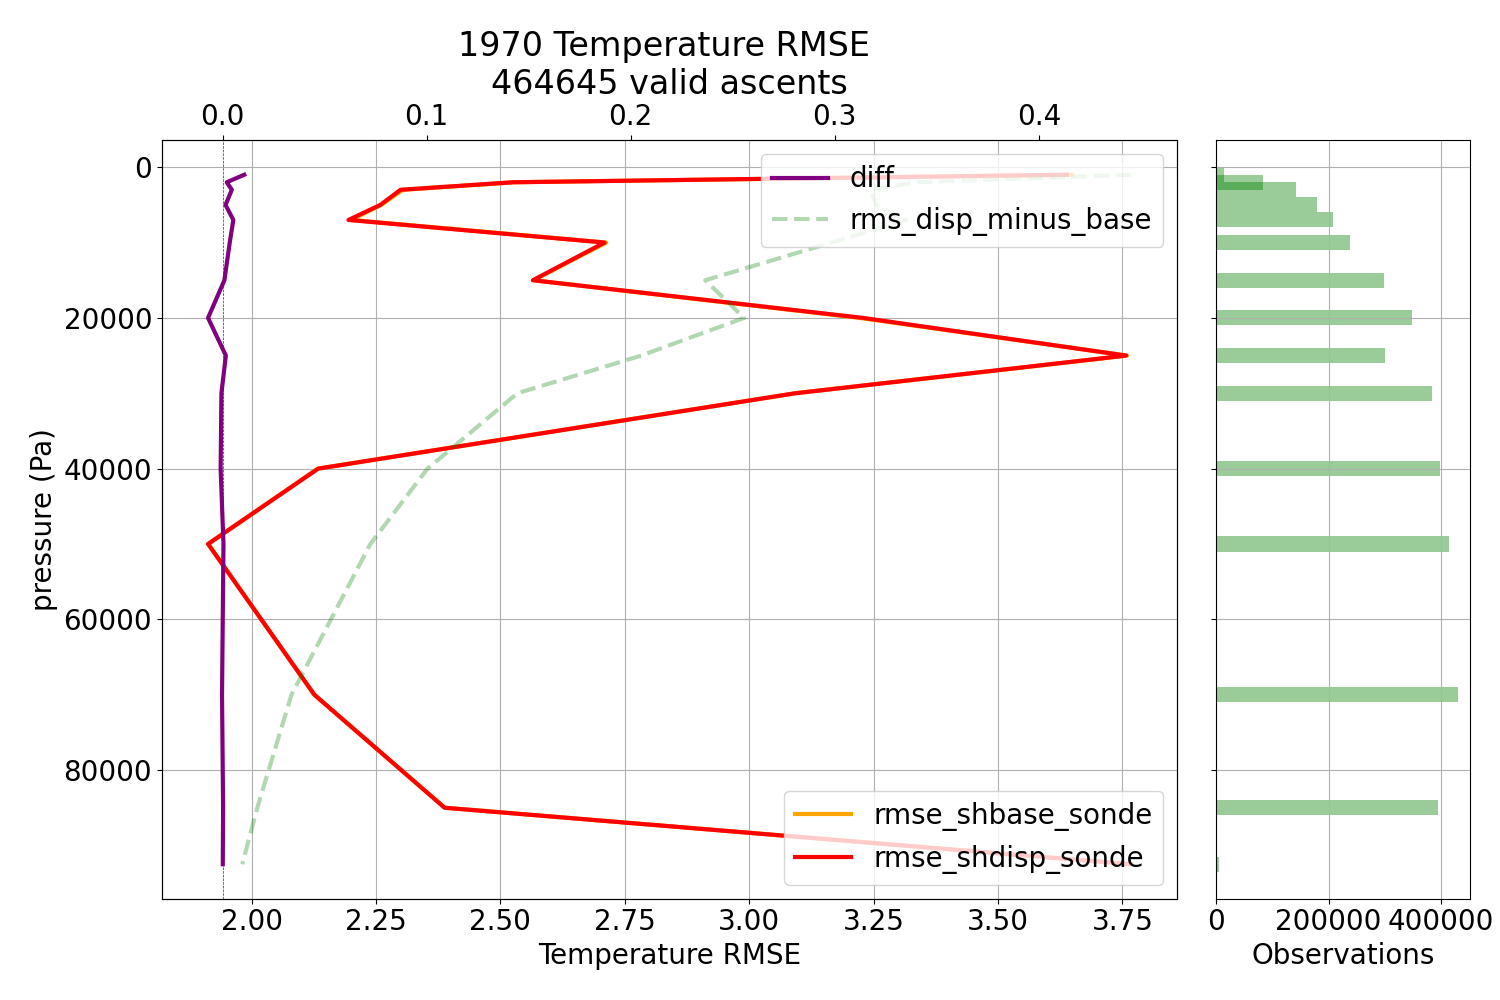 1970 Temperature RMSE
464645 valid ascents
0.0 0.1 0.2 0.3 0.4
diff
rms_disp_minus_base
0
20000
40000
60000
80000
pressure (Pa)
rmse_shbase_sonde
rmse_shdisp_sonde
2.00 2.25 2.50 2.75 3.00 3.25 3.50 3.75
Temperature RMSE
0 200000 400000
Observations